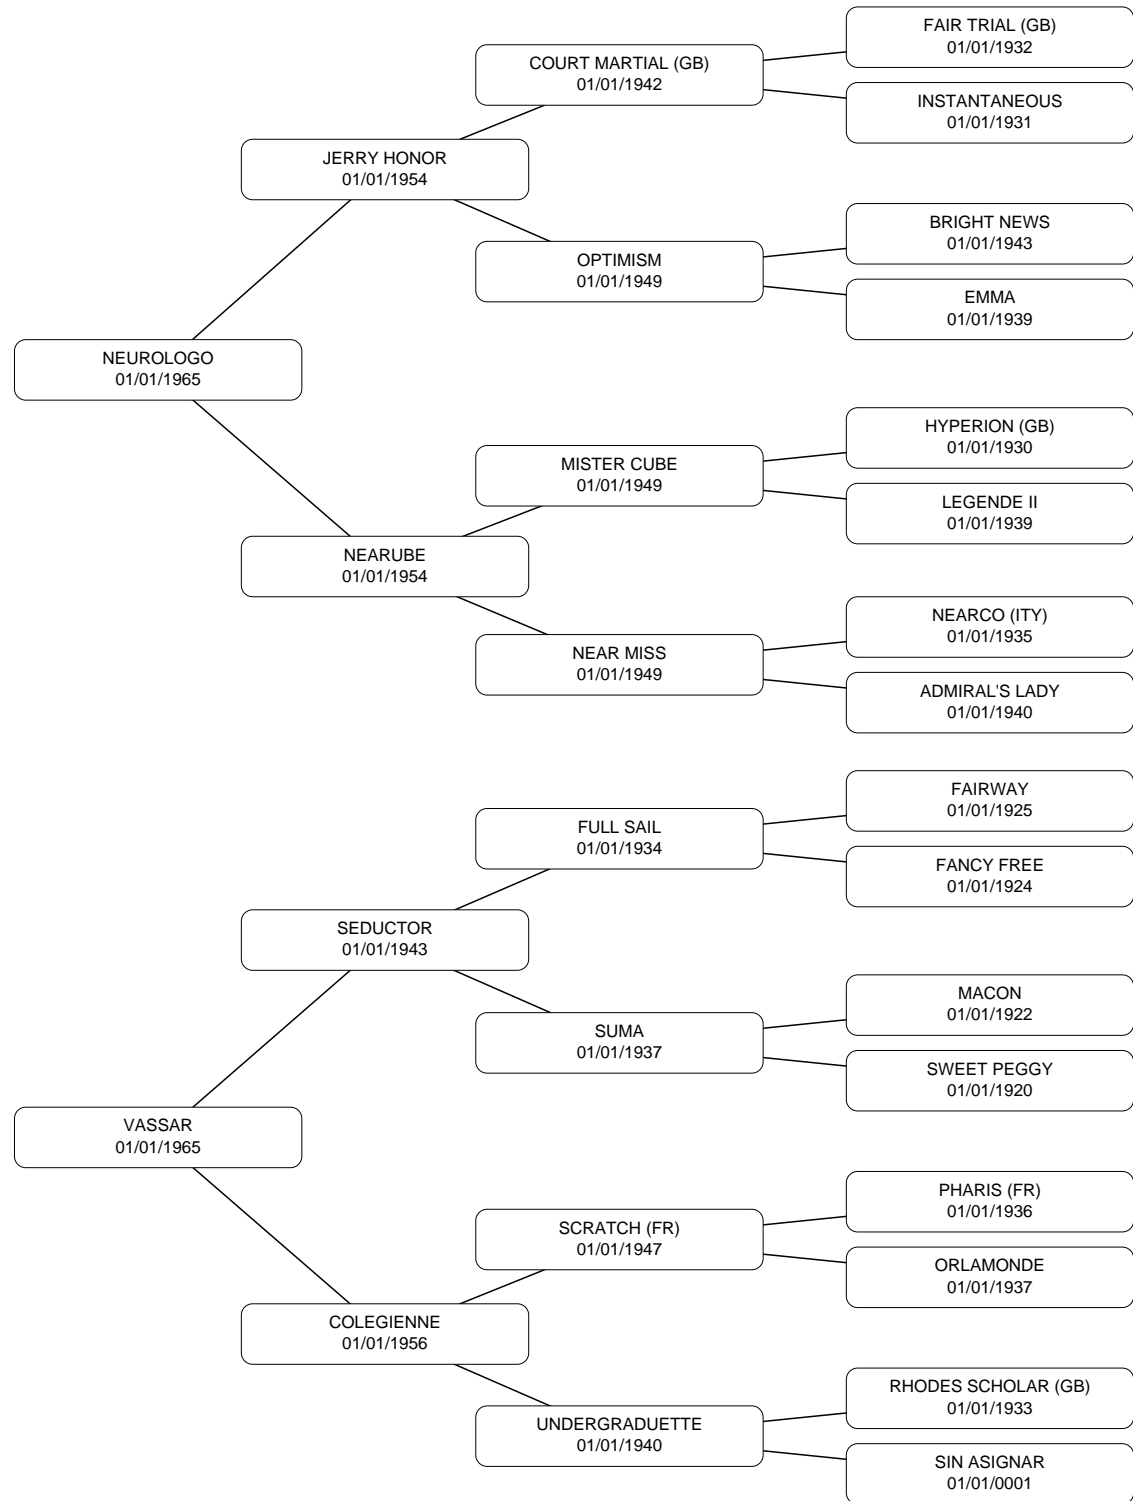 FAIR TRIAL (GB)
01/01/1932
COURT MARTIAL (GB)
01/01/1942
INSTANTANEOUS
01/01/1931
JERRY HONOR
01/01/1954
BRIGHT NEWS
01/01/1943
OPTIMISM
01/01/1949
EMMA
01/01/1939
NEUROLOGO
01/01/1965
HYPERION (GB)
01/01/1930
MISTER CUBE
01/01/1949
LEGENDE II
01/01/1939
NEARUBE
01/01/1954
NEARCO (ITY)
01/01/1935
NEAR MISS
01/01/1949
ADMIRAL'S LADY
01/01/1940
FAIRWAY
01/01/1925
FULL SAIL
01/01/1934
FANCY FREE
01/01/1924
SEDUCTOR
01/01/1943
MACON
01/01/1922
SUMA
01/01/1937
SWEET PEGGY
01/01/1920
VASSAR
01/01/1965
PHARIS (FR)
01/01/1936
SCRATCH (FR)
01/01/1947
ORLAMONDE
01/01/1937
COLEGIENNE
01/01/1956
RHODES SCHOLAR (GB)
01/01/1933
UNDERGRADUETTE
01/01/1940
SIN ASIGNAR
01/01/0001